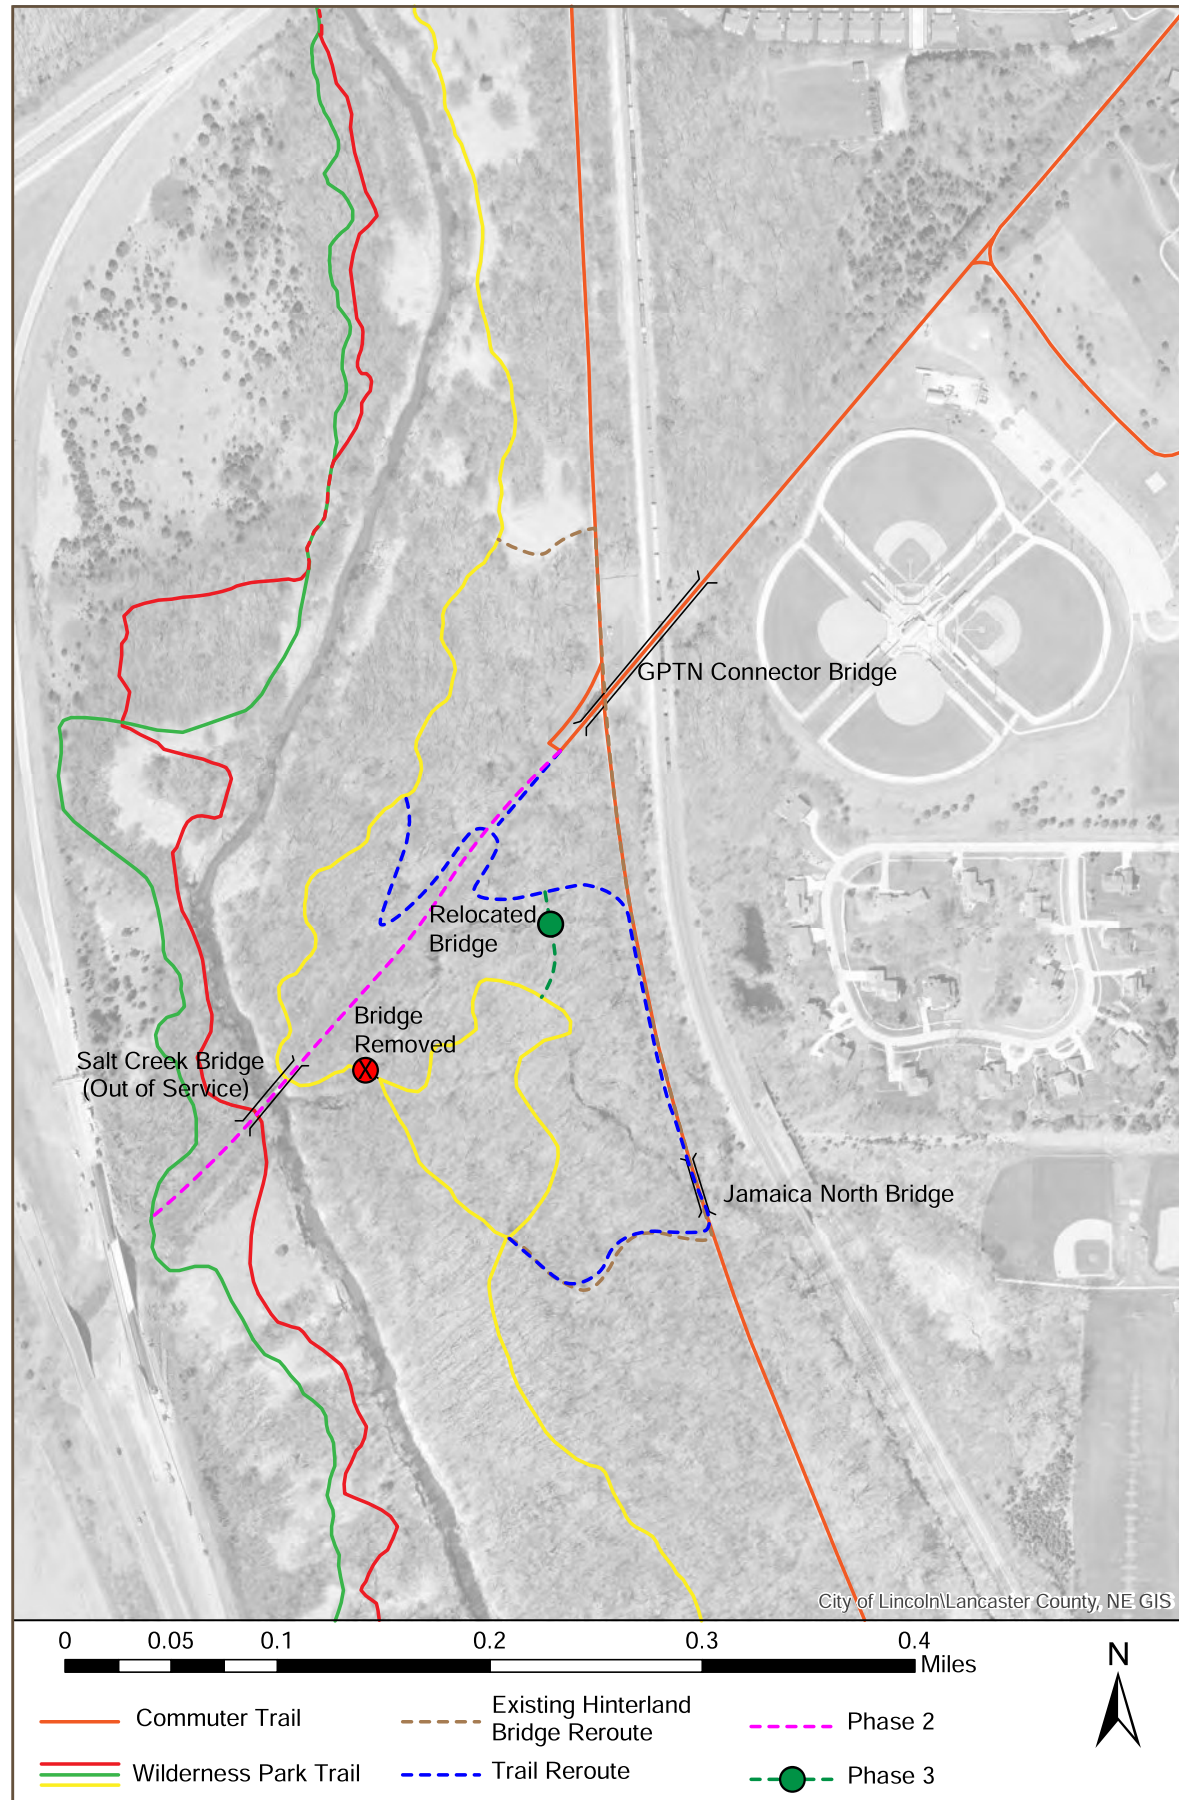 GPTN Connector Bridge
Relocated
Bridge
Bridge
Removed
Salt Creek Bridge
(Out of Service)
Jamaica North Bridge
City of Lincoln\Lancaster County, NE GIS
0 0.05 0.1 0.2 0.3 0.4
Miles
N
Commuter Trail
Existing Hinterland
Bridge Reroute
Phase 2
Wilderness Park Trail
Trail Reroute
Phase 3